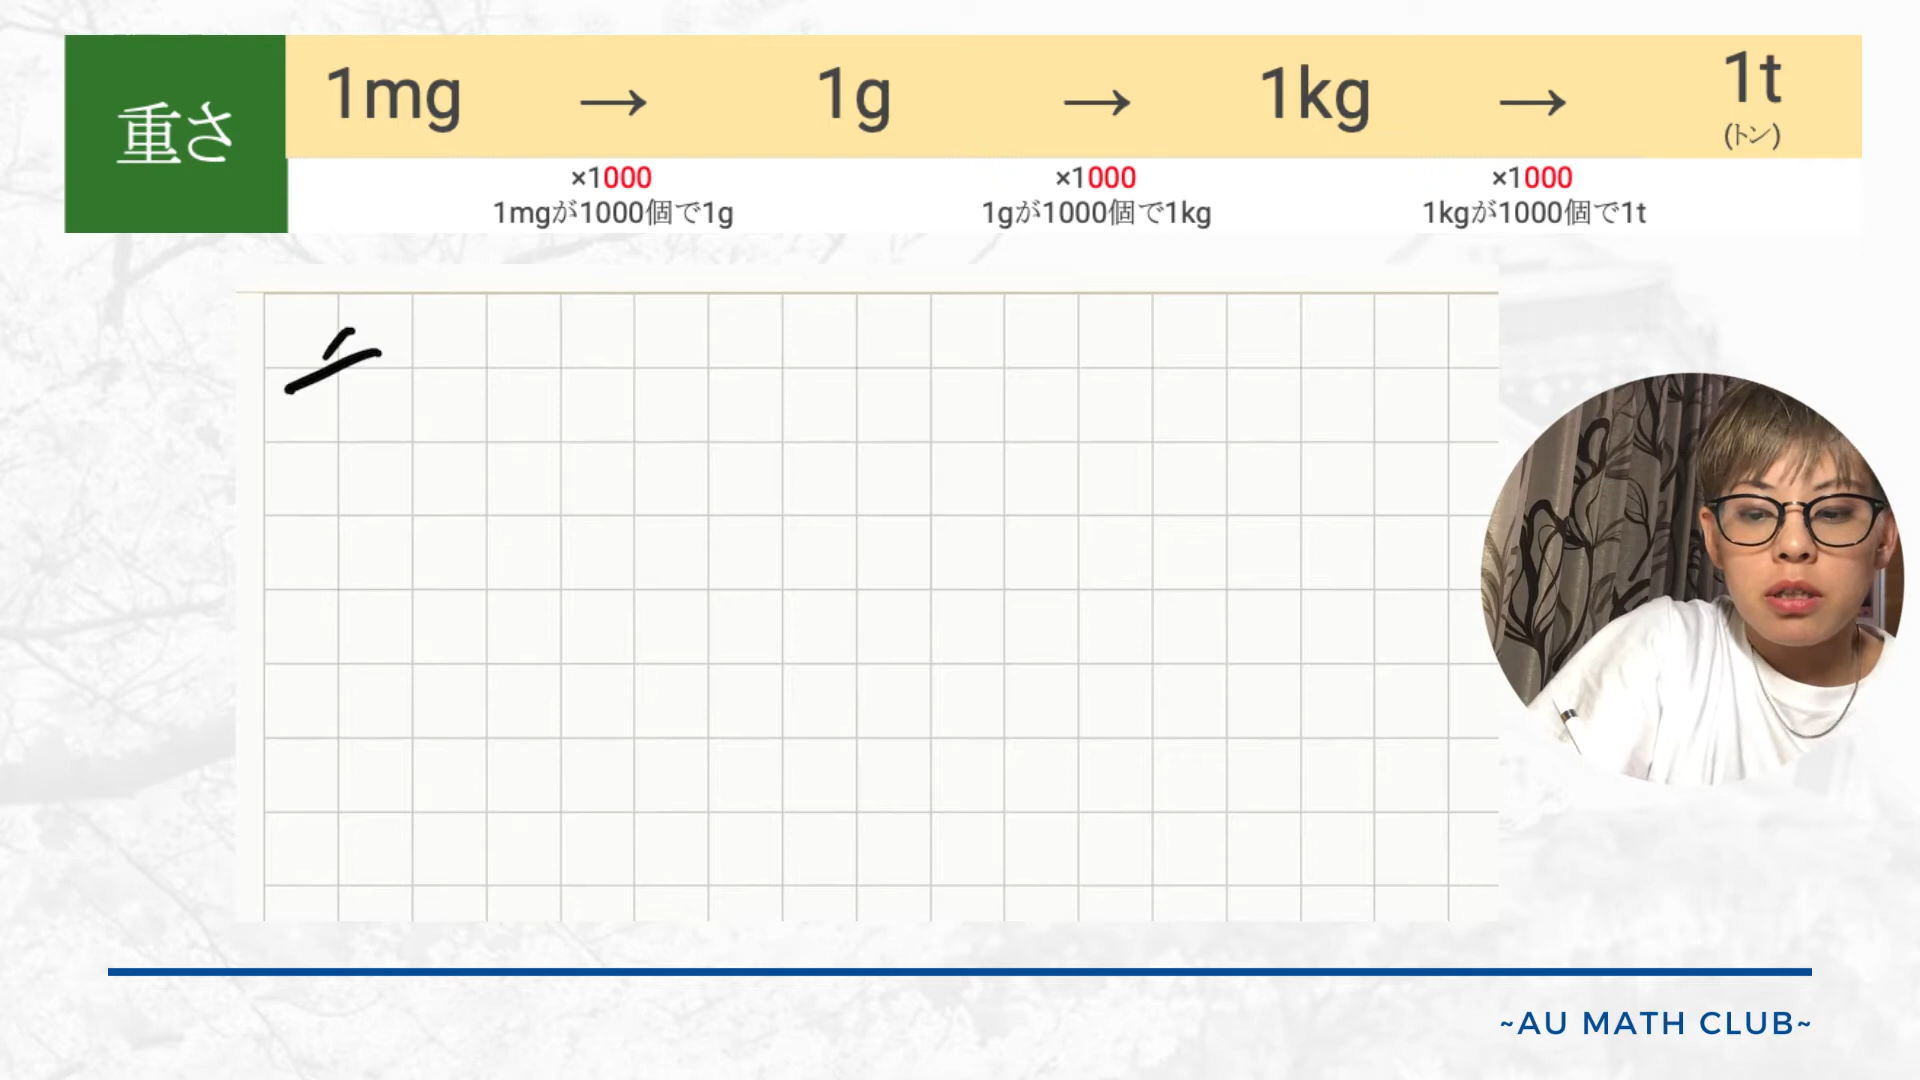 重さ
1mg → 1g → 1kg → 1t
(トン)
×1000 ×1000 ×1000
1mgが1000個で1g 1gが1000個で1kg 1kgが1000個で1t
~AU MATH CLUB~